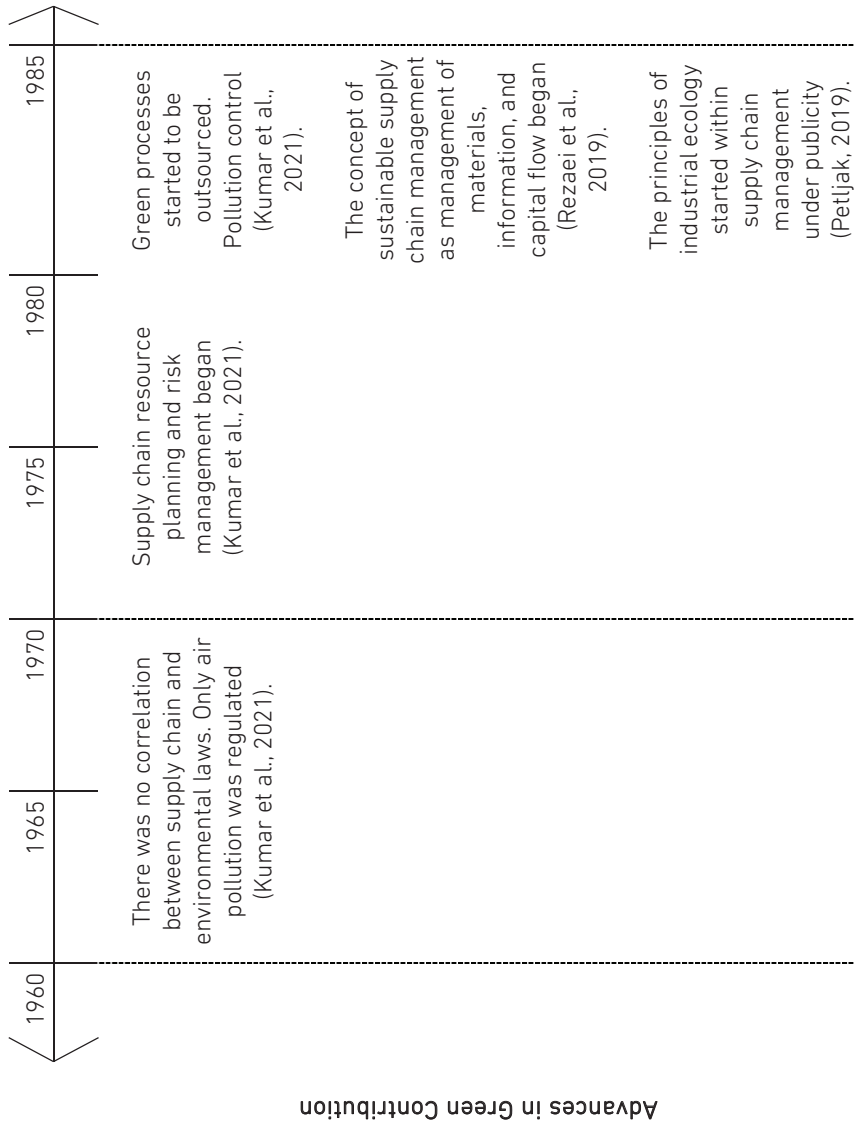 1960
1965
1970
1975
1980
1985
Advances in Green Contribution
There was no correlation
between supply chain and
environmental laws. Only air
pollution was regulated
(Kumar et al., 2021).
Supply chain resource
planning and risk
management began
(Kumar et al., 2021).
Green processes
started to be
outsourced.
Pollution control
(Kumar et al.,
2021).
The concept of
sustainable supply
chain management
as management of
materials,
information, and
capital flow began
(Rezaei et al.,
2019).
The principles of
industrial ecology
started within
supply chain
management
under publicity
(Petljak, 2019).